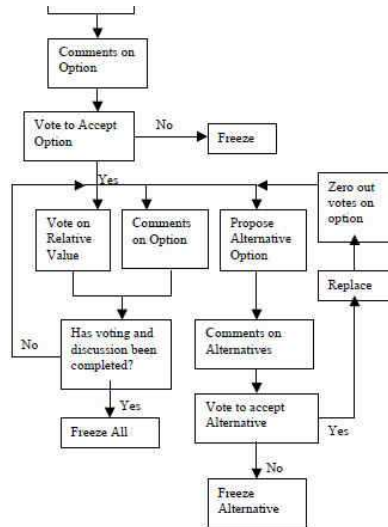 Comments on
Option
Vote to Accept
Option
No
Freeze
Yes
Zero out
votes on
option
Vote on
Relative
Value
Comments
on Option
Propose
Alternative
Option
Replace
No
Has voting and
discussion been
completed?
Comments on
Alternatives
Yes
Freeze All
Vote to accept
Alternative
Yes
No
Freeze
Alternative